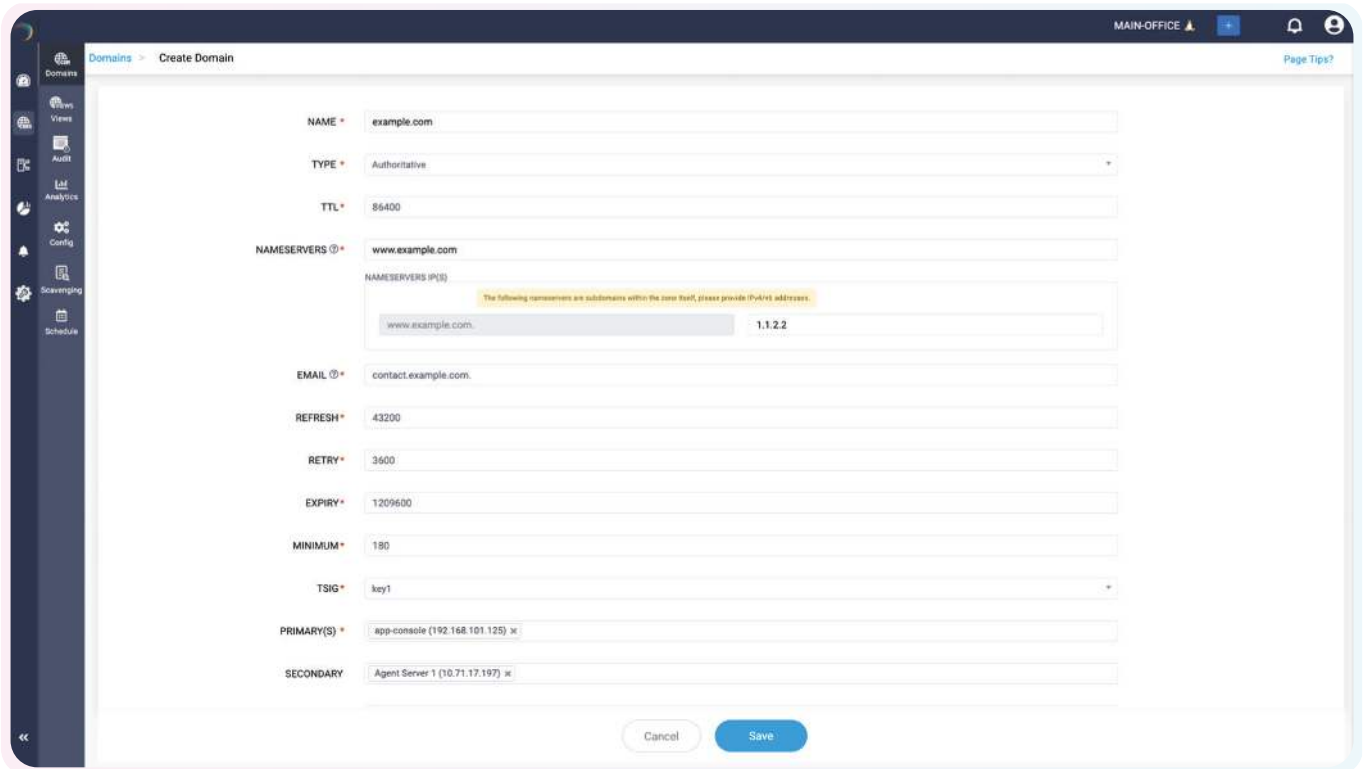 MAIN-OFFICE
Domains > Create Domain
Page Tips?
Domains
Views
Audit
Analytics
Config
Scavenging
Schedule
NAME * example.com
TYPE * Authoritative
TTL * 86400
NAMESERVERS ? * www.example.com
NAMESERVERS IP(S)
The following nameservers are subdomains within the zone itself, please provide IPv4/v6 addresses.
www.example.com. 1.1.2.2
EMAIL ? * contact.example.com.
REFRESH * 43200
RETRY * 3600
EXPIRY * 1209600
MINIMUM * 180
TSIG * key1
PRIMARY(S) * app-console (192.168.101.125) ×
SECONDARY Agent Server 1 (10.71.17.197) ×
Cancel Save